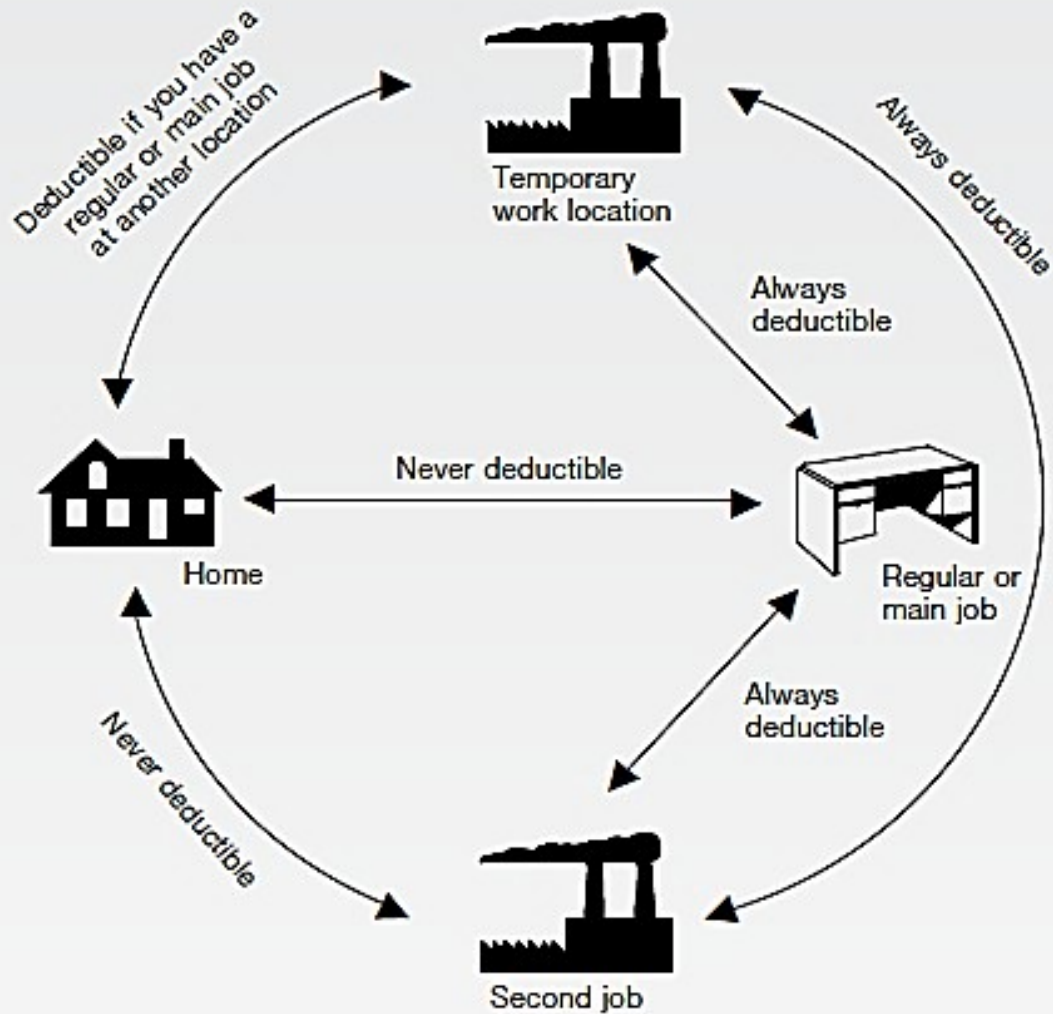 Deductible if you have a
regular or main job
at another location
Temporary
work location
Always deductible
Always
deductible
Never deductible
Home
Regular or
main job
Always
deductible
Never deductible
Second job